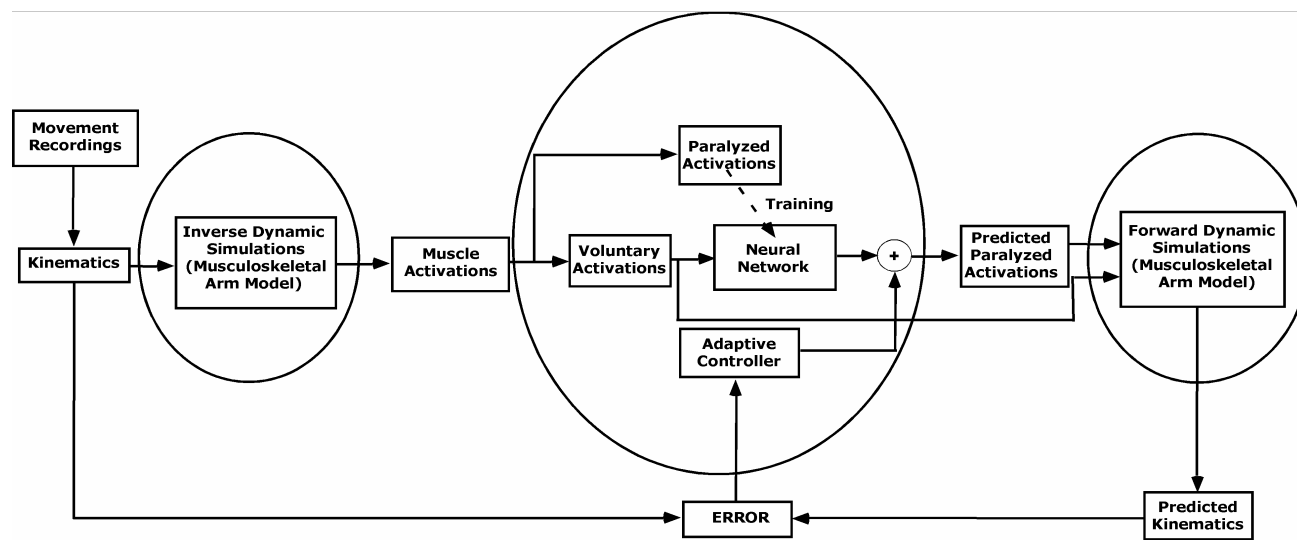 Movement
Recordings
Kinematics
Inverse Dynamic
Simulations
(Musculoskeletal
Arm Model)
Muscle
Activations
Paralyzed
Activations
Training
Voluntary
Activations
Neural
Network
+
Adaptive
Controller
Predicted
Paralyzed
Activations
Forward Dynamic
Simulations
(Musculoskeletal
Arm Model)
ERROR
Predicted
Kinematics